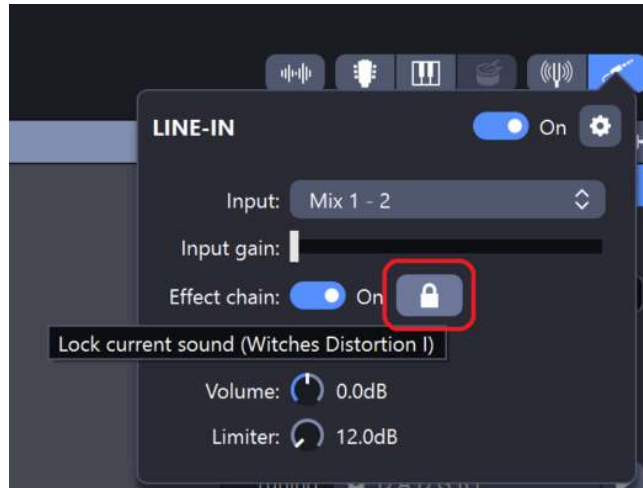 LINE-IN On
Input: Mix 1 - 2
Input gain:
Effect chain: On
Lock current sound (Witches Distortion I)
Volume: 0.0dB
Limiter: 12.0dB